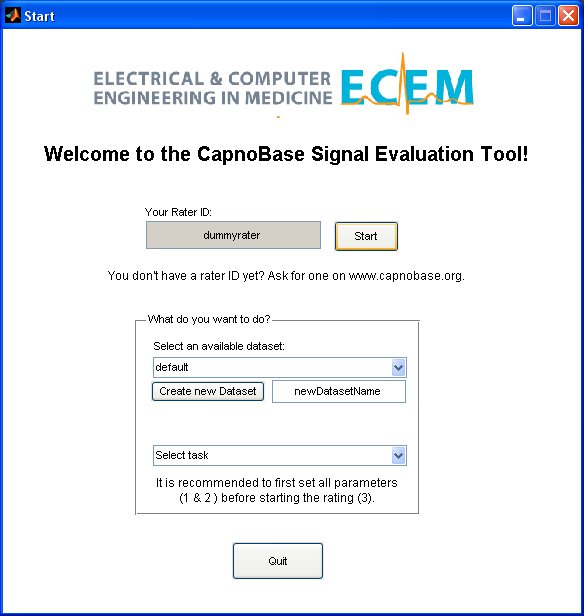 Start
ELECTRICAL & COMPUTER
ENGINEERING IN MEDICINE
ECEM
Welcome to the CapnoBase Signal Evaluation Tool!
Your Rater ID:
dummyrater
Start
You don't have a rater ID yet? Ask for one on www.capnobase.org.
What do you want to do?
Select an available dataset:
default
Create new Dataset
newDatasetName
Select task
It is recommended to first set all parameters
(1 & 2 ) before starting the rating (3).
Quit